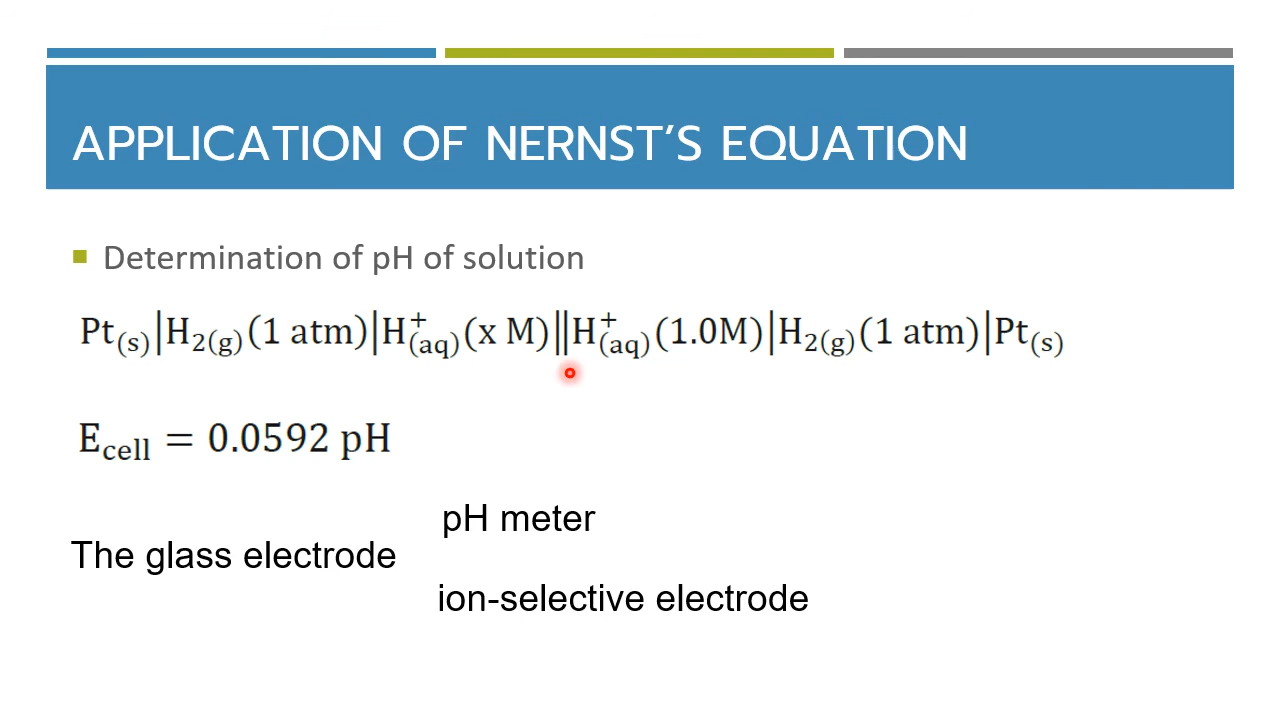 APPLICATION OF NERNST'S EQUATION
Determination of pH of solution
Pt(s)|H2(g)(1 atm)|H+(aq)(x M)||H+(aq)(1.0M)|H2(g)(1 atm)|Pt(s)
Ecell = 0.0592 pH
pH meter
The glass electrode
ion-selective electrode